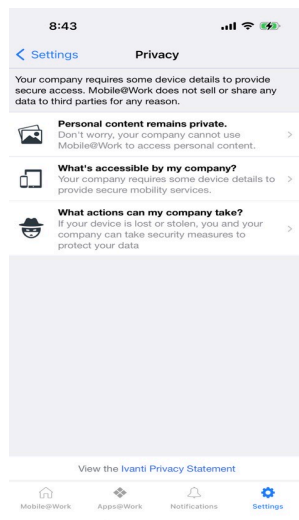 8:43
Settings
Privacy
Your company requires some device details to provide
secure access. Mobile@Work does not sell or share any
data to third parties for any reason.
Personal content remains private.
Don't worry, your company cannot use
Mobile@Work to access personal content.
What's accessible by my company?
Your company requires some device details to
provide secure mobility services.
What actions can my company take?
If your device is lost or stolen, you and your
company can take security measures to
protect your data
View the Ivanti Privacy Statement
Mobile@Work Apps@Work Notifications Settings